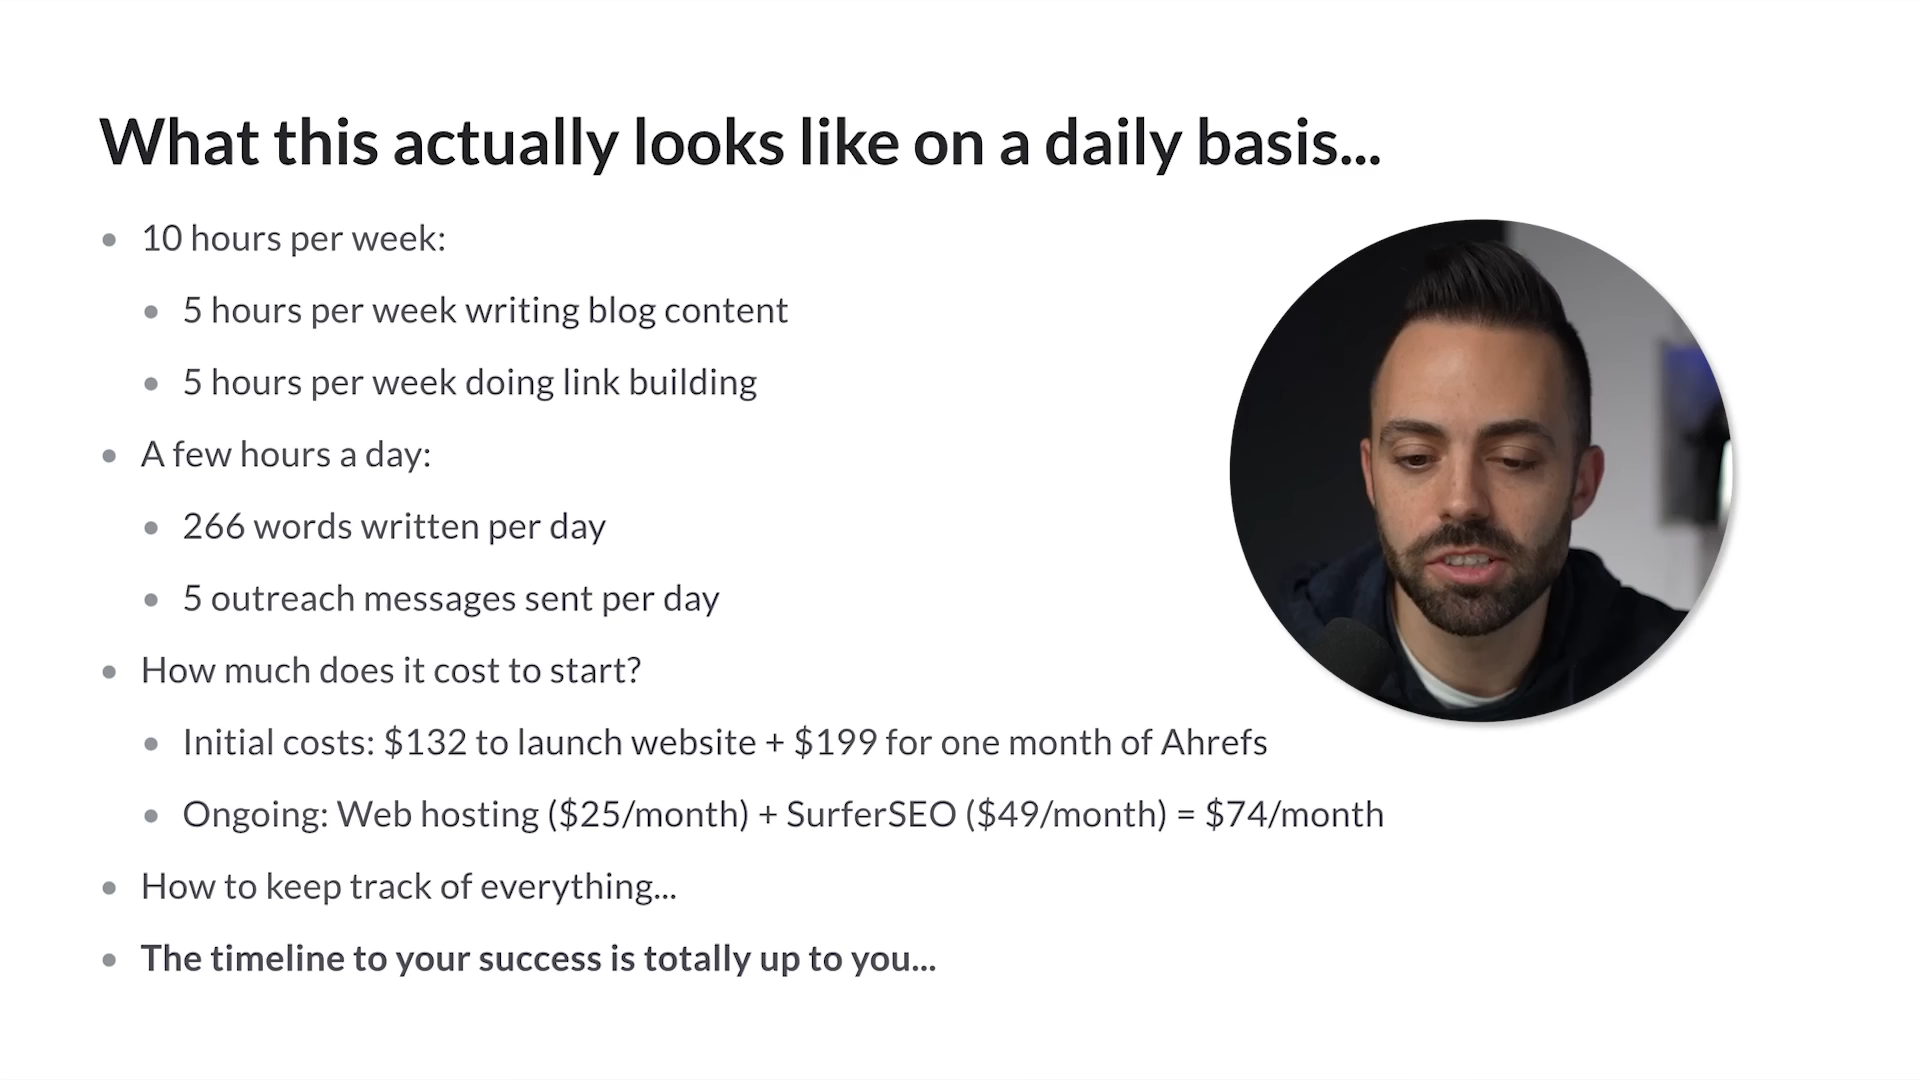 What this actually looks like on a daily basis...
10 hours per week:
5 hours per week writing blog content
5 hours per week doing link building
A few hours a day:
266 words written per day
5 outreach messages sent per day
How much does it cost to start?
Initial costs: $132 to launch website + $199 for one month of Ahrefs
Ongoing: Web hosting ($25/month) + SurferSEO ($49/month) = $74/month
How to keep track of everything...
The timeline to your success is totally up to you...